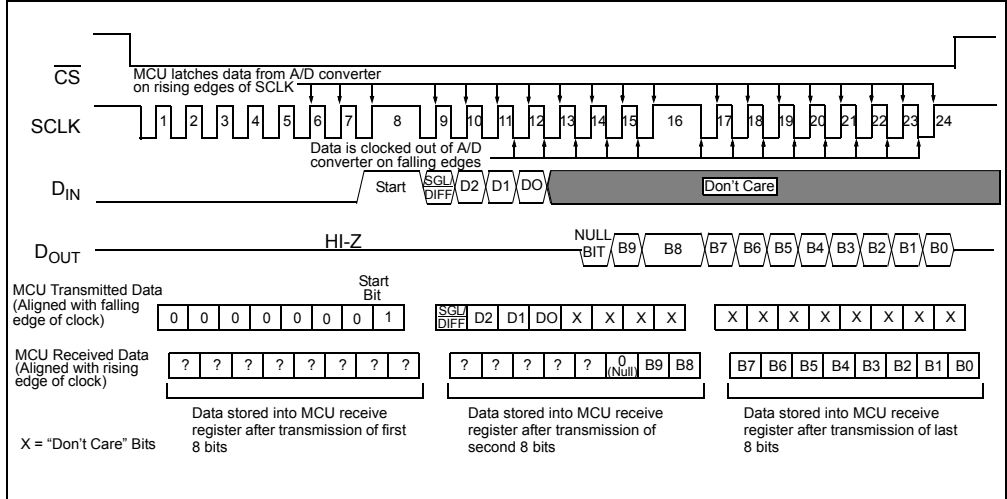 CS
MCU latches data from A/D converter
on rising edges of SCLK
SCLK
1 2 3 4 5 6 7 8 9 10 11 12 13 14 15 16 17 18 19 20 21 22 23 24
Data is clocked out of A/D
converter on falling edges
DIN
Start SGL/
DIFF D2 D1 DO Don't Care
DOUT
HI-Z
NULL
BIT B9 B8 B7 B6 B5 B4 B3 B2 B1 B0
MCU Transmitted Data
(Aligned with falling
edge of clock)
Start
Bit
0 0 0 0 0 0 0 1
SGL/
DIFF D2 D1 DO X X X X
X X X X X X X X
MCU Received Data
(Aligned with rising
edge of clock)
? ? ? ? ? ? ? ?
? ? ? ? ? 0
(Null) B9 B8
B7 B6 B5 B4 B3 B2 B1 B0
Data stored into MCU receive
register after transmission of first
8 bits
Data stored into MCU receive
register after transmission of
second 8 bits
Data stored into MCU receive
register after transmission of last
8 bits
X = “Don’t Care” Bits